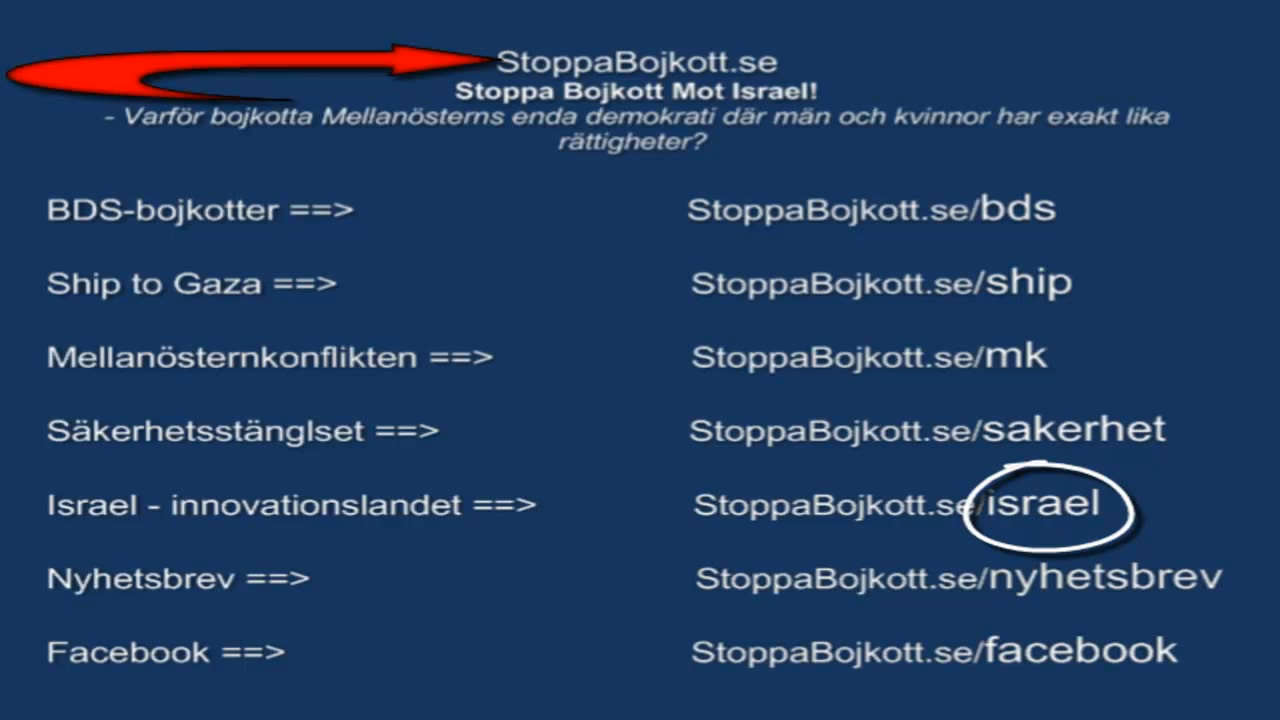 StoppaBojkott.se
Stoppa Bojkott Mot Israel!
- Varför bojkotta Mellanösterns enda demokrati där män och kvinnor har exakt lika
rättigheter?
BDS-bojkotter ==> StoppaBojkott.se/bds
Ship to Gaza ==> StoppaBojkott.se/ship
Mellanösternkonflikten ==> StoppaBojkott.se/mk
Säkerhetsstänglset ==> StoppaBojkott.se/sakerhet
Israel - innovationslandet ==> StoppaBojkott.se/israel
Nyhetsbrev ==> StoppaBojkott.se/nyhetsbrev
Facebook ==> StoppaBojkott.se/facebook